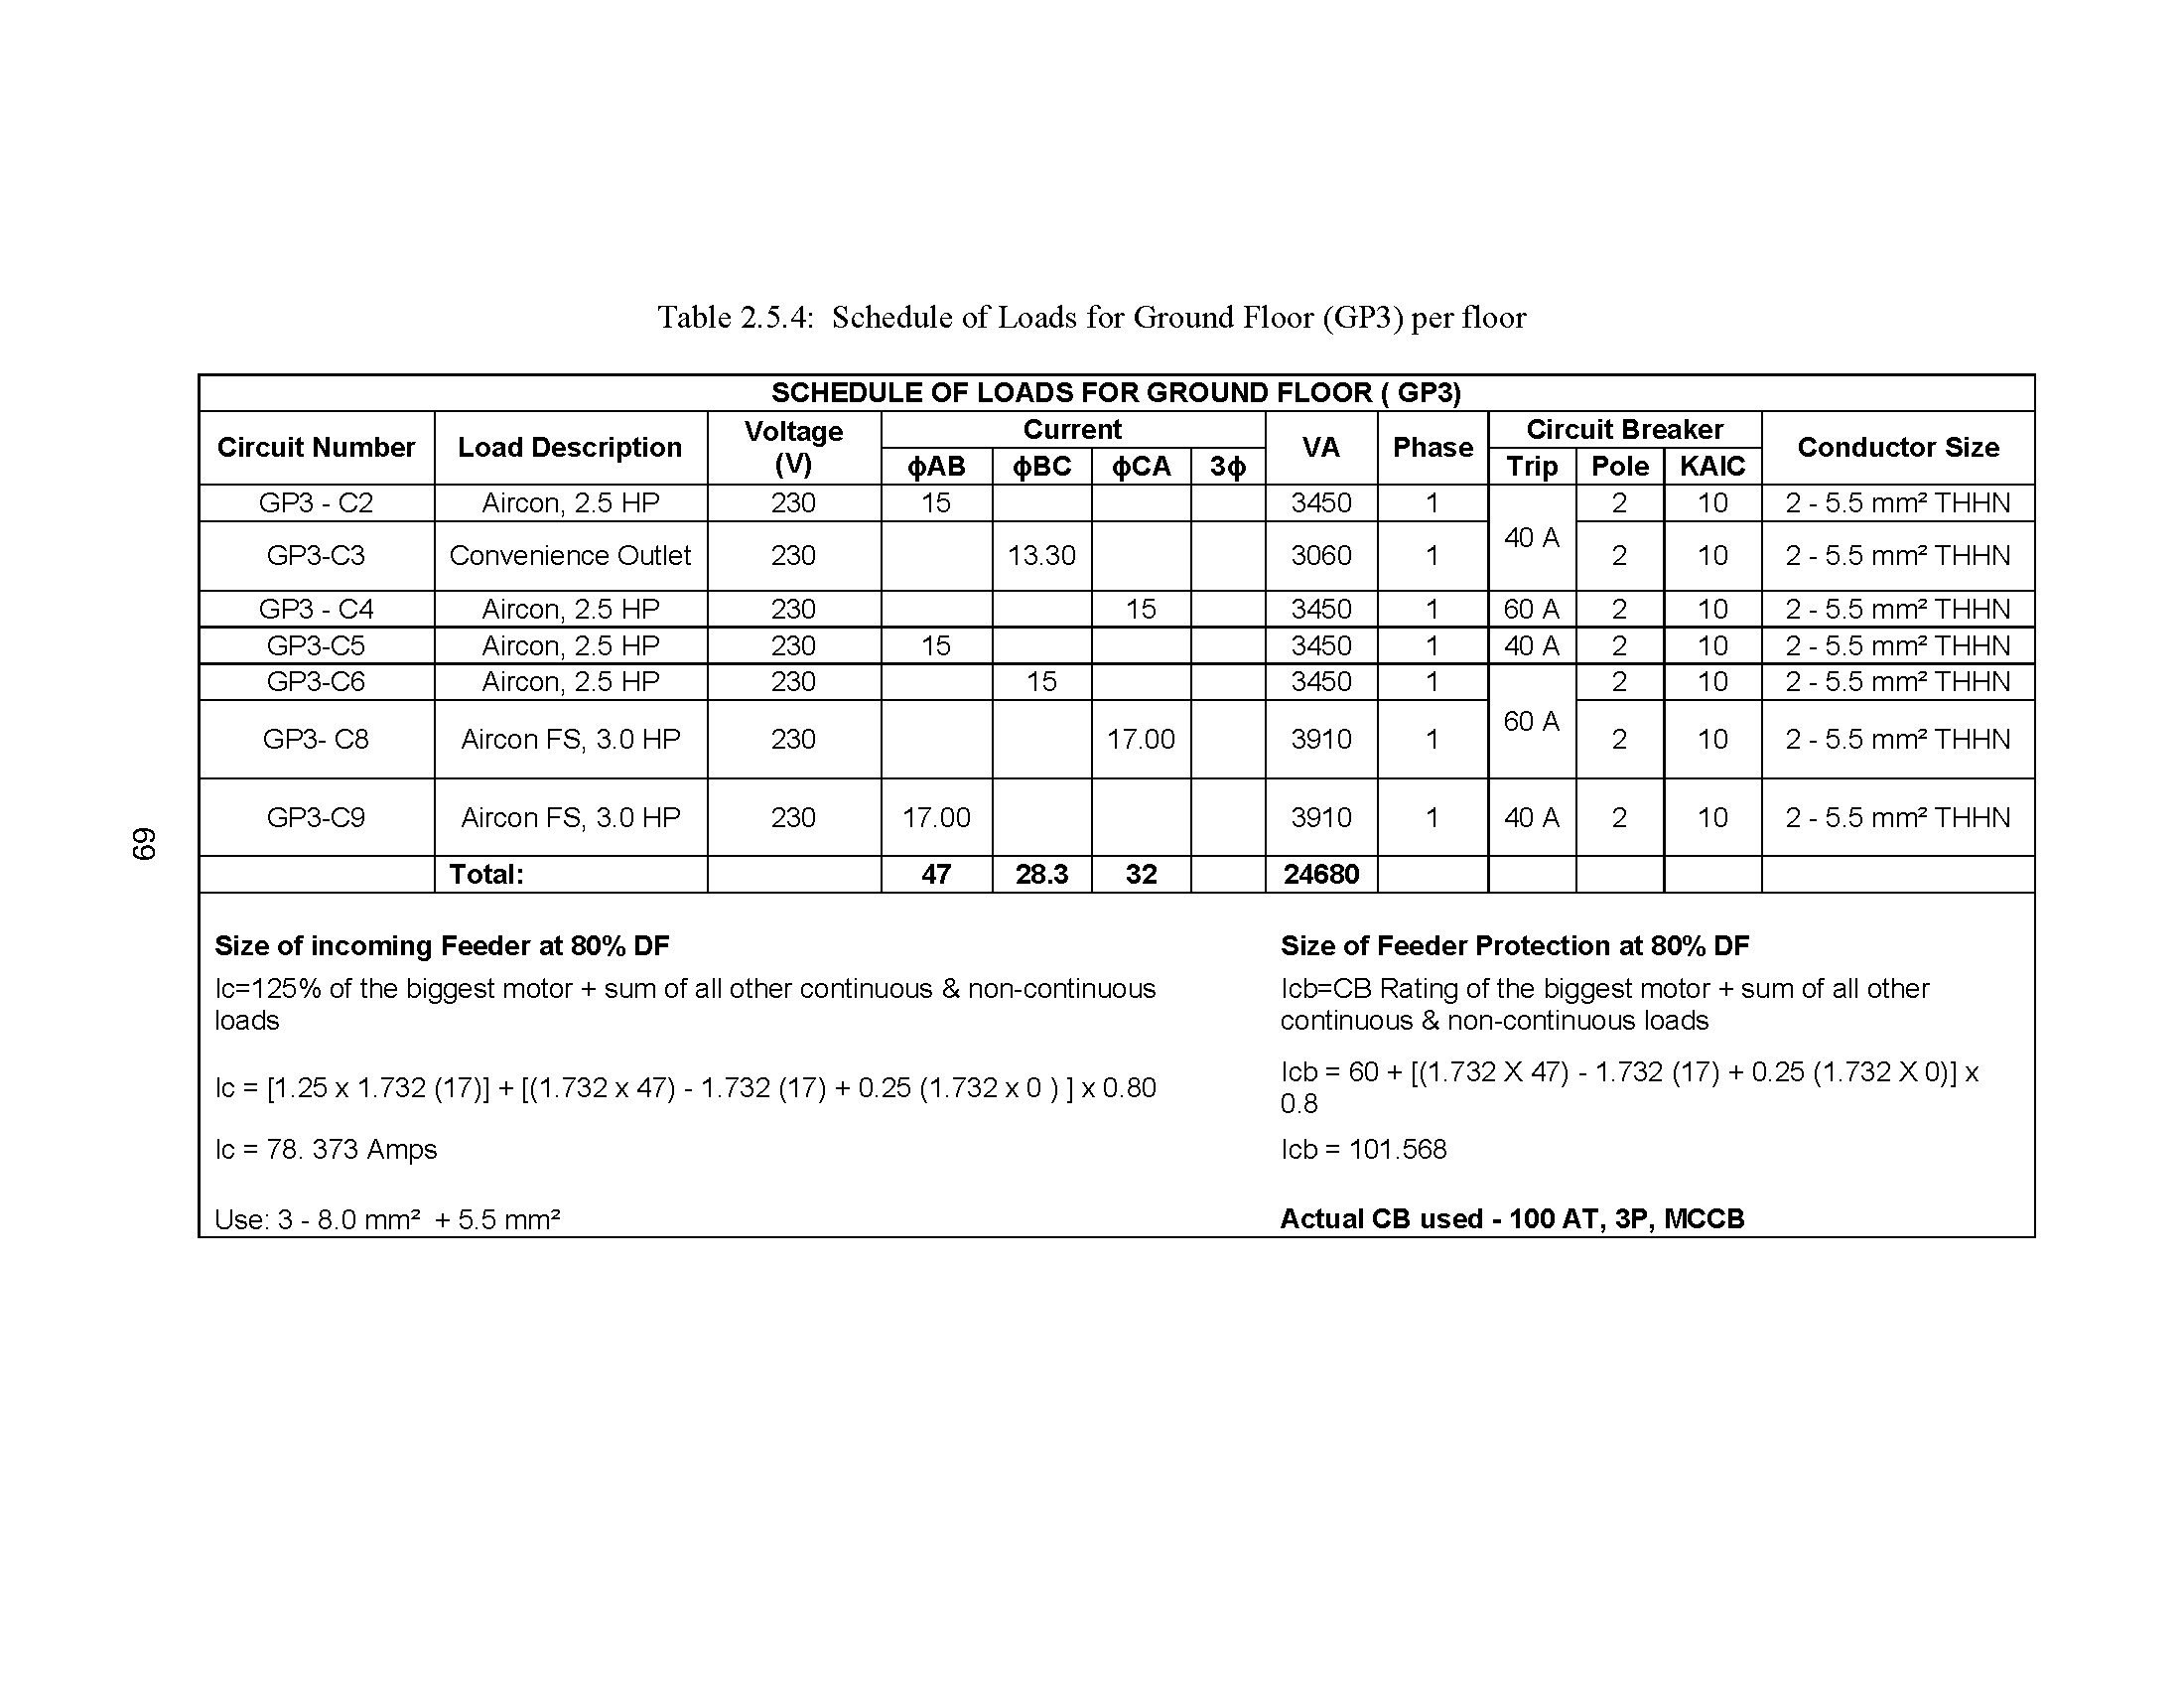 Table 2.5.4:  Schedule of Loads for Ground Floor (GP3) per floor
SCHEDULE OF LOADS FOR GROUND FLOOR ( GP3)
Circuit Number Load Description Voltage (V) Current VA Phase Circuit Breaker Conductor Size
ϕAB ϕBC ϕCA 3ϕ Trip Pole KAIC
GP3 - C2 Aircon, 2.5 HP 230 15 3450 1 40 A 2 10 2 - 5.5 mm² THHN
GP3-C3 Convenience Outlet 230 13.30 3060 1 2 10 2 - 5.5 mm² THHN
GP3 - C4 Aircon, 2.5 HP 230 15 3450 1 60 A 2 10 2 - 5.5 mm² THHN
GP3-C5 Aircon, 2.5 HP 230 15 3450 1 40 A 2 10 2 - 5.5 mm² THHN
GP3-C6 Aircon, 2.5 HP 230 15 3450 1 60 A 2 10 2 - 5.5 mm² THHN
GP3- C8 Aircon FS, 3.0 HP 230 17.00 3910 1 2 10 2 - 5.5 mm² THHN
GP3-C9 Aircon FS, 3.0 HP 230 17.00 3910 1 40 A 2 10 2 - 5.5 mm² THHN
Total: 47 28.3 32 24680
Size of incoming Feeder at 80% DF
Ic=125% of the biggest motor + sum of all other continuous & non-continuous
loads
Ic = [1.25 x 1.732 (17)] + [(1.732 x 47) - 1.732 (17) + 0.25 (1.732 x 0 ) ] x 0.80
Ic = 78. 373 Amps
Use: 3 - 8.0 mm²  + 5.5 mm²
Size of Feeder Protection at 80% DF
Icb=CB Rating of the biggest motor + sum of all other
continuous & non-continuous loads
Icb = 60 + [(1.732 X 47) - 1.732 (17) + 0.25 (1.732 X 0)] x
0.8
Icb = 101.568
Actual CB used - 100 AT, 3P, MCCB
69